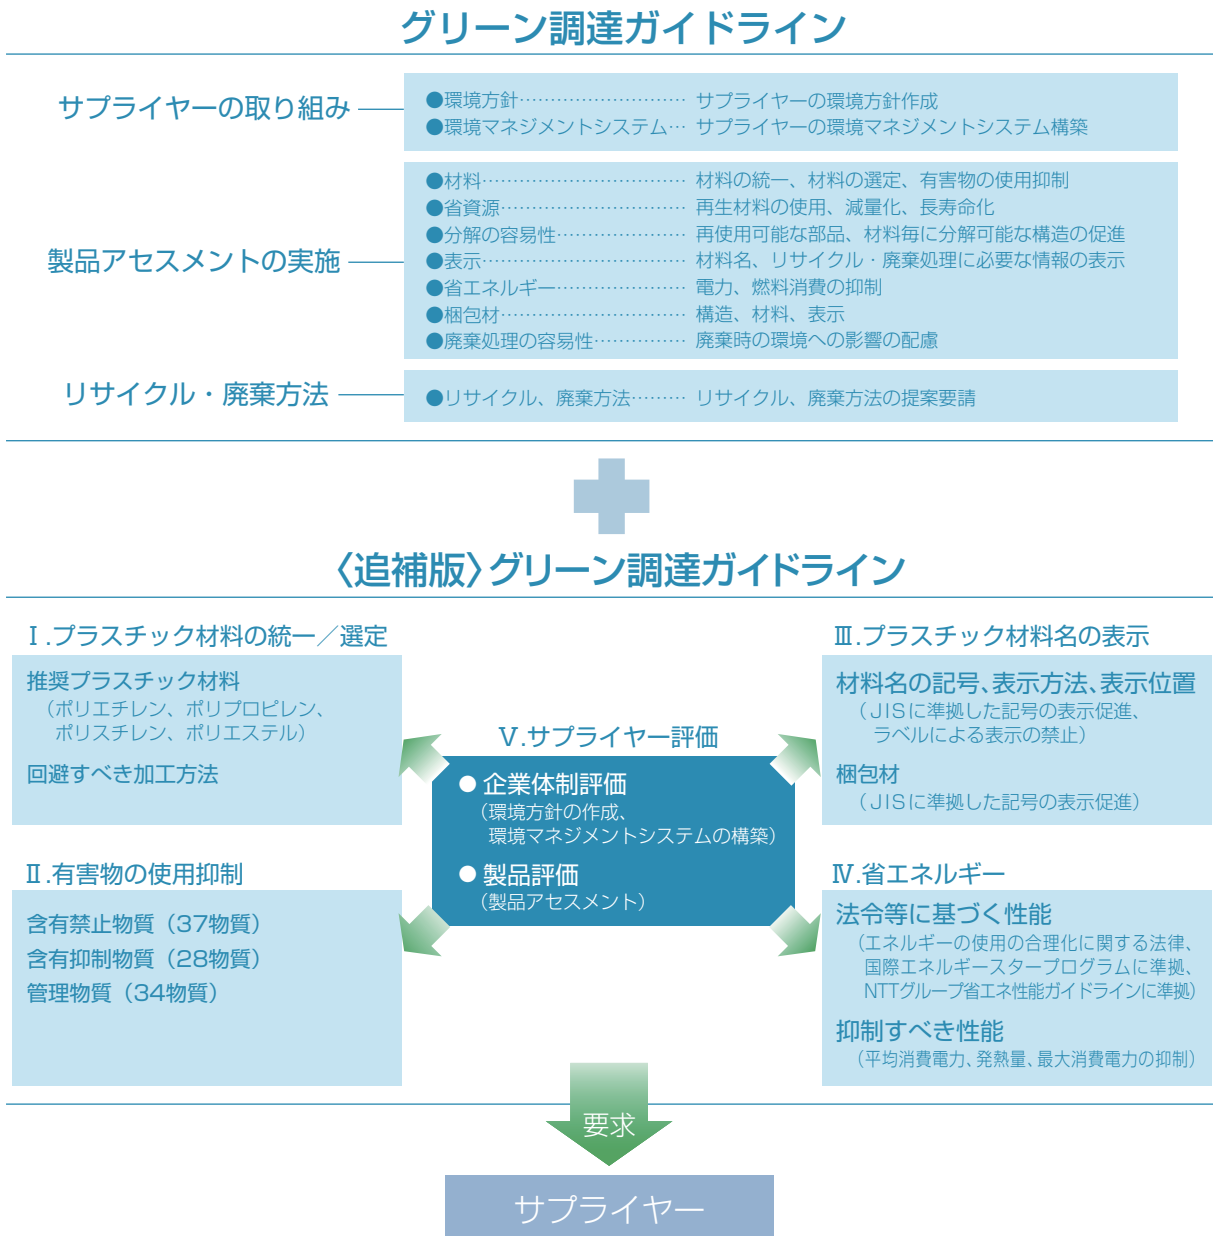 グリーン調達ガイドライン
サプライヤーの取り組み
●環境方針……………………… サプライヤーの環境方針作成
●環境マネジメントシステム… サプライヤーの環境マネジメントシステム構築
製品アセスメントの実施
●材料…………………………… 材料の統一、材料の選定、有害物の使用抑制
●省資源………………………… 再生材料の使用、減量化、長寿命化
●分解の容易性………………… 再使用可能な部品、材料毎に分解可能な構造の促進
●表示…………………………… 材料名、リサイクル・廃棄処理に必要な情報の表示
●省エネルギー………………… 電力、燃料消費の抑制
●梱包材………………………… 構造、材料、表示
●廃棄処理の容易性…………… 廃棄時の環境への影響の配慮
リサイクル・廃棄方法
●リサイクル、廃棄方法……… リサイクル、廃棄方法の提案要請
〈追補版〉グリーン調達ガイドライン
Ⅰ.プラスチック材料の統一／選定
推奨プラスチック材料
（ポリエチレン、ポリプロピレン、
ポリスチレン、ポリエステル）
回避すべき加工方法
Ⅱ.有害物の使用抑制
含有禁止物質（37物質）
含有抑制物質（28物質）
管理物質（34物質）
Ⅴ.サプライヤー評価
●企業体制評価
（環境方針の作成、
環境マネジメントシステムの構築）
●製品評価
（製品アセスメント）
Ⅲ.プラスチック材料名の表示
材料名の記号、表示方法、表示位置
（JISに準拠した記号の表示促進、
ラベルによる表示の禁止）
梱包材
（JISに準拠した記号の表示促進）
Ⅳ.省エネルギー
法令等に基づく性能
（エネルギーの使用の合理化に関する法律、
国際エネルギースタープログラムに準拠、
NTTグループ省エネ性能ガイドラインに準拠）
抑制すべき性能
（平均消費電力、発熱量、最大消費電力の抑制）
要求
サプライヤー